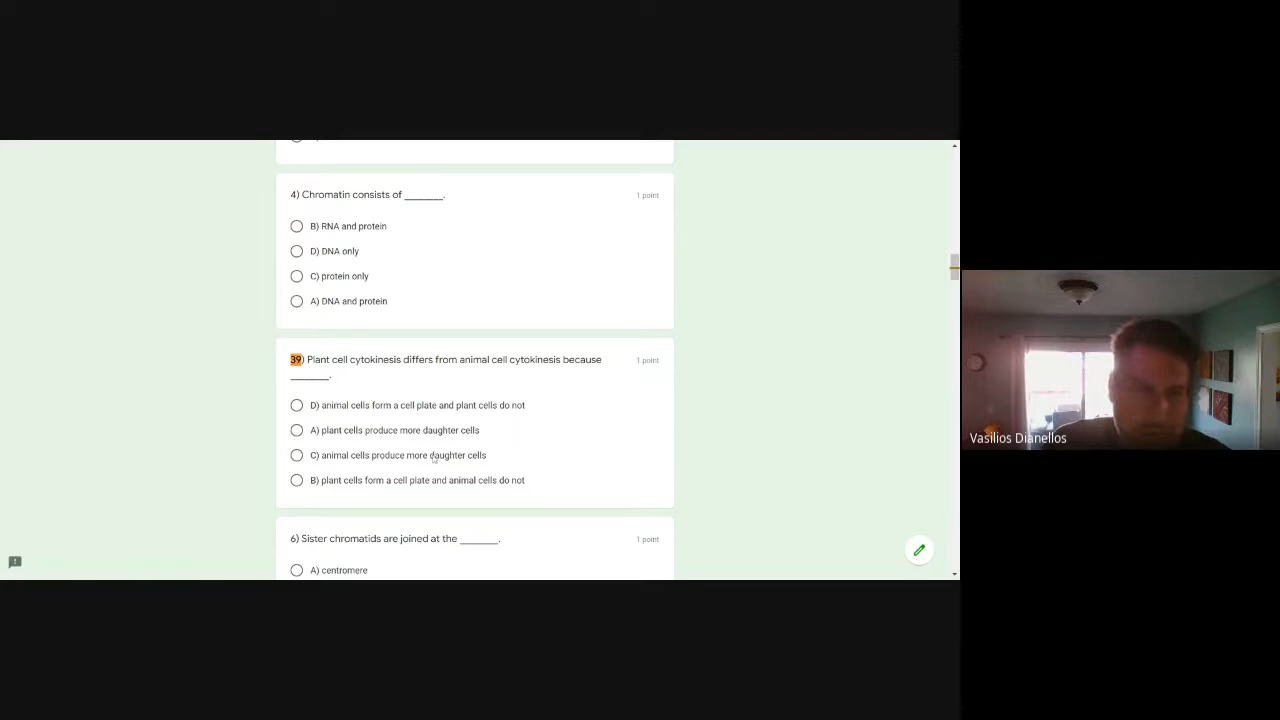 4) Chromatin consists of _______.
1 point
B) RNA and protein
D) DNA only
C) protein only
A) DNA and protein
39) Plant cell cytokinesis differs from animal cell cytokinesis because
_______.
1 point
D) animal cells form a cell plate and plant cells do not
A) plant cells produce more daughter cells
C) animal cells produce more daughter cells
B) plant cells form a cell plate and animal cells do not
6) Sister chromatids are joined at the _______.
1 point
A) centromere
Vasilios Dianellos